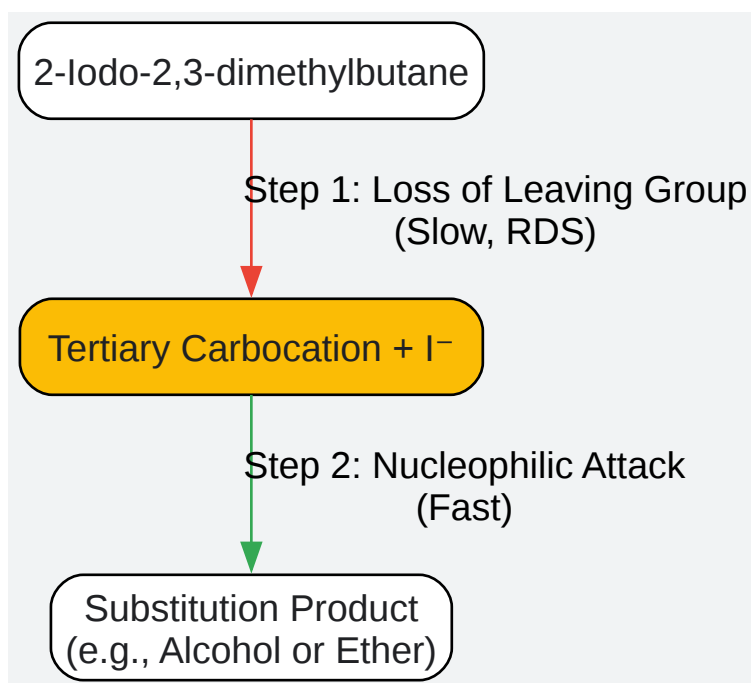 2-Iodo-2,3-dimethylbutane
Step 1: Loss of Leaving Group
(Slow, RDS)
Tertiary Carbocation + I⁻
Step 2: Nucleophilic Attack
(Fast)
Substitution Product
(e.g., Alcohol or Ether)